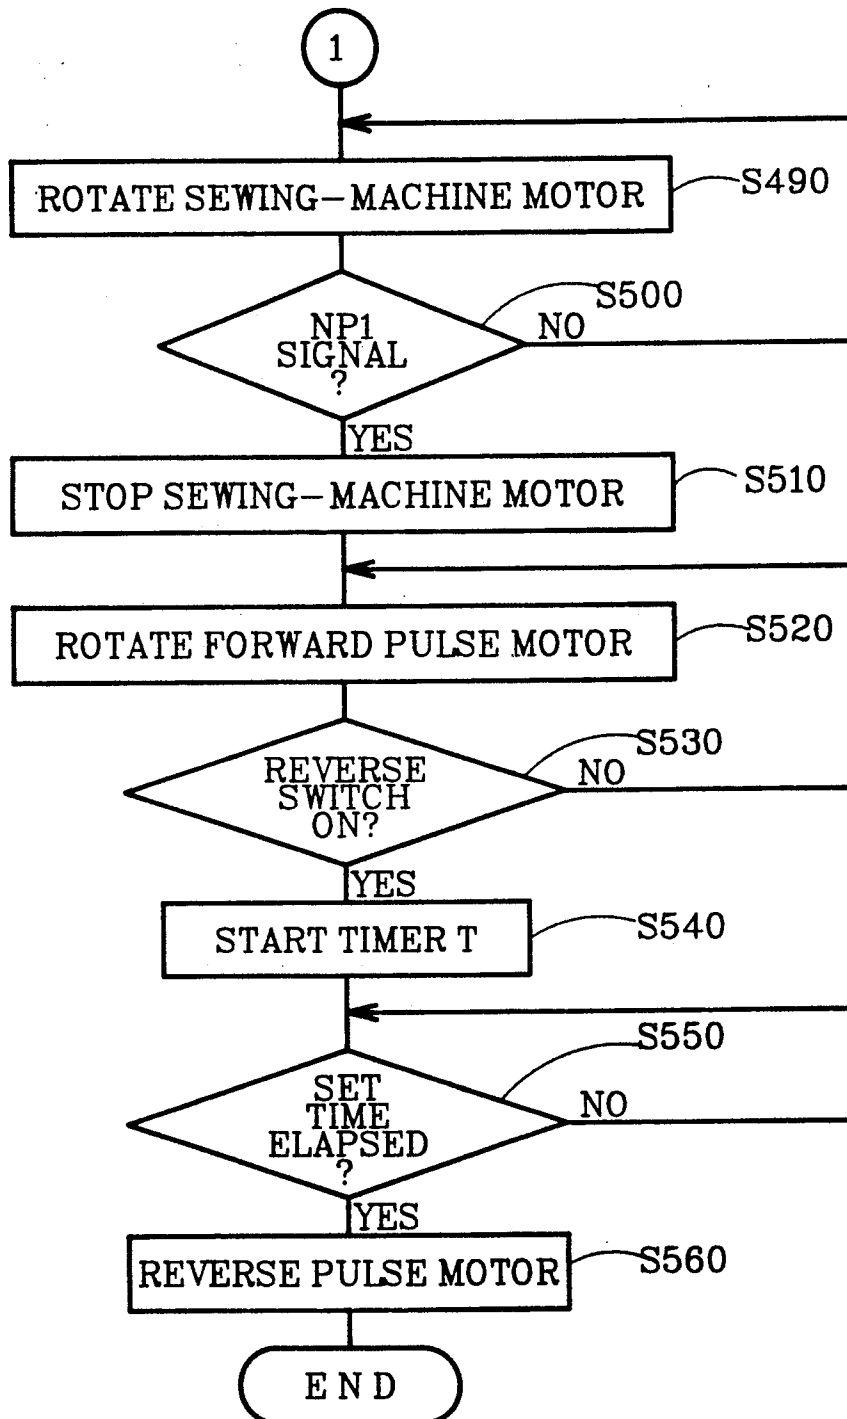 1
ROTATE SEWING-MACHINE MOTOR
S490
S500
NP1
SIGNAL
?
NO
YES
STOP SEWING-MACHINE MOTOR
S510
ROTATE FORWARD PULSE MOTOR
S520
S530
REVERSE
SWITCH
ON?
NO
YES
START TIMER T
S540
S550
SET
TIME
ELAPSED
?
NO
YES
REVERSE PULSE MOTOR
S560
END